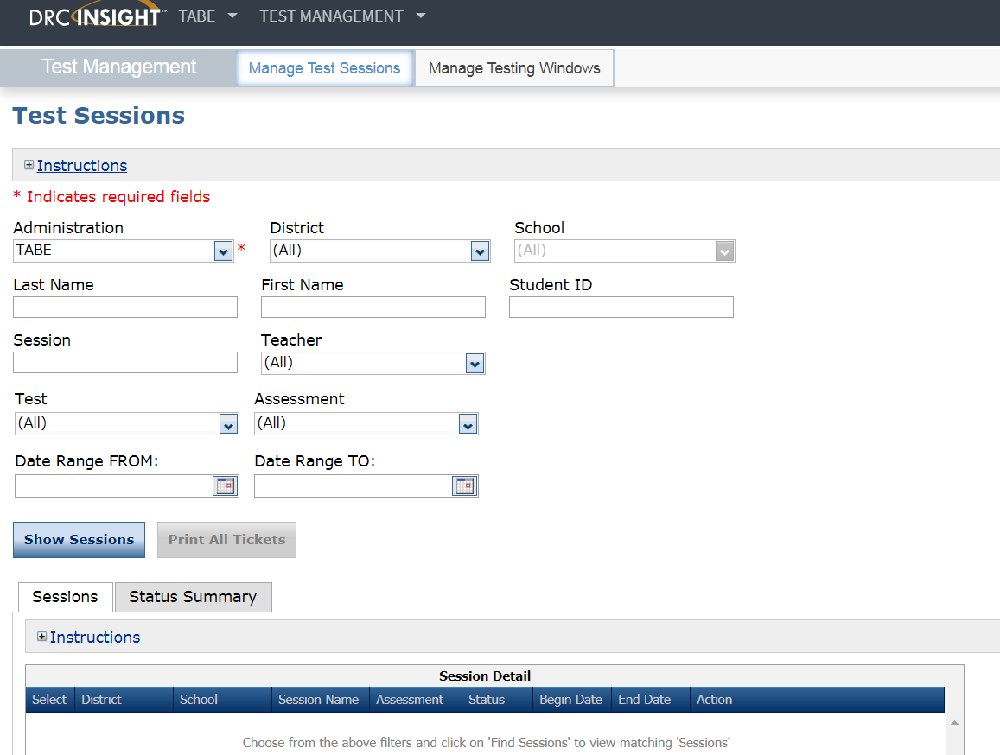 DRC INSIGHT™ TABE TEST MANAGEMENT
Test Management Manage Test Sessions Manage Testing Windows
Test Sessions
Instructions
* Indicates required fields
Administration District School
TABE * (All) (All)
Last Name First Name Student ID
Session Teacher
(All)
Test Assessment
(All) (All)
Date Range FROM: Date Range TO:
Show Sessions Print All Tickets
Sessions Status Summary
Instructions
Session Detail
Select District School Session Name Assessment Status Begin Date End Date Action
Choose from the above filters and click on 'Find Sessions' to view matching 'Sessions'